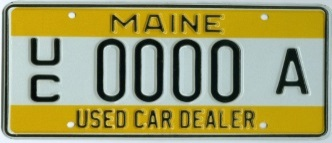 MAINE
UC 0000 A
USED CAR DEALER